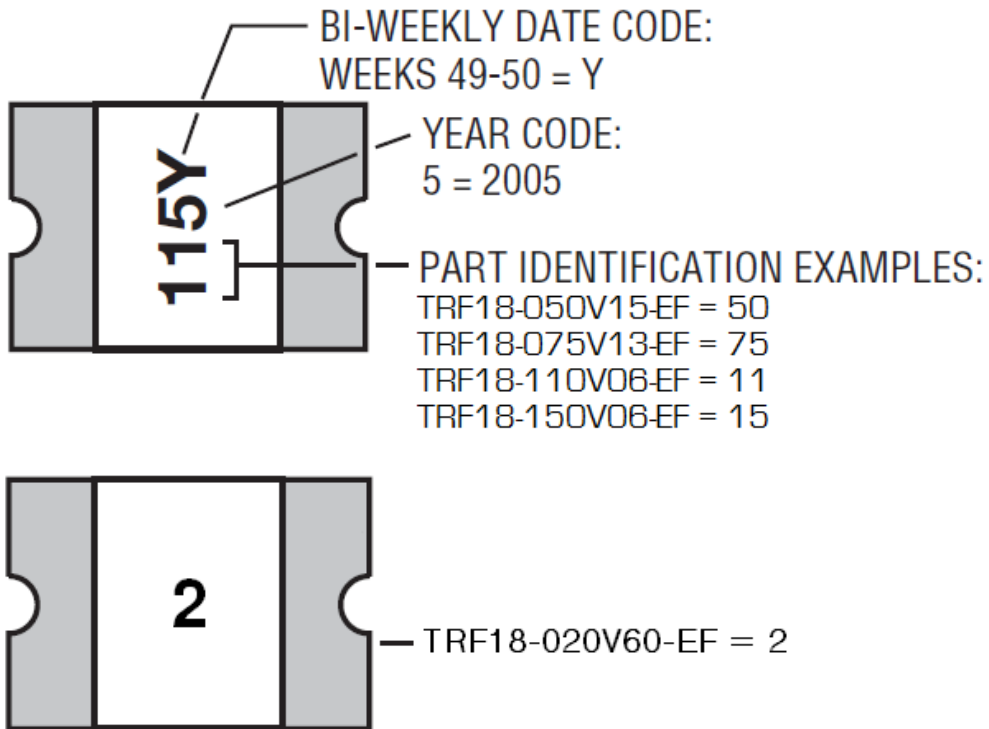 BI-WEEKLY DATE CODE:
WEEKS 49-50 = Y
115Y
YEAR CODE:
5 = 2005
PART IDENTIFICATION EXAMPLES:
TRF18-050V15-EF = 50
TRF18-075V13-EF = 75
TRF18-110V06-EF = 11
TRF18-150V06-EF = 15
2
TRF18-020V60-EF = 2